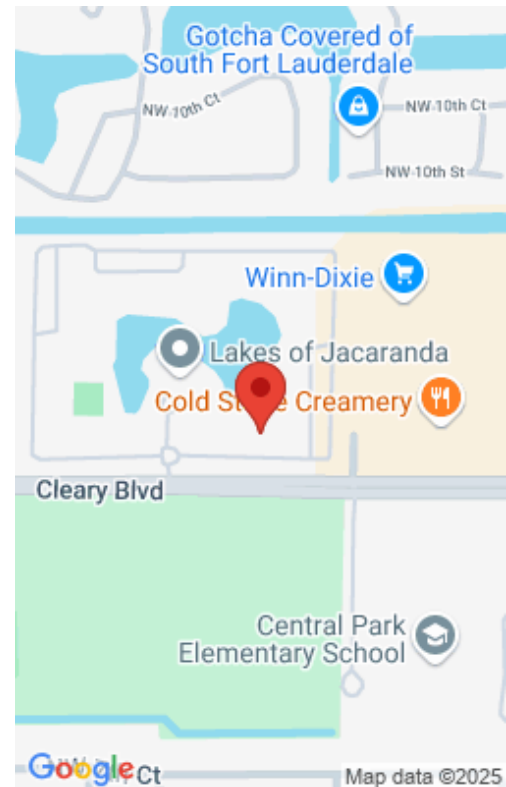 Gotcha Covered of
South Fort Lauderdale
NW 10th Ct
NW 10th Ct
NW 10th St
Winn-Dixie
Lakes of Jacaranda
Cold Creamery
Cleary Blvd
Central Park
Elementary School
Google
Ct
Map data ©2025